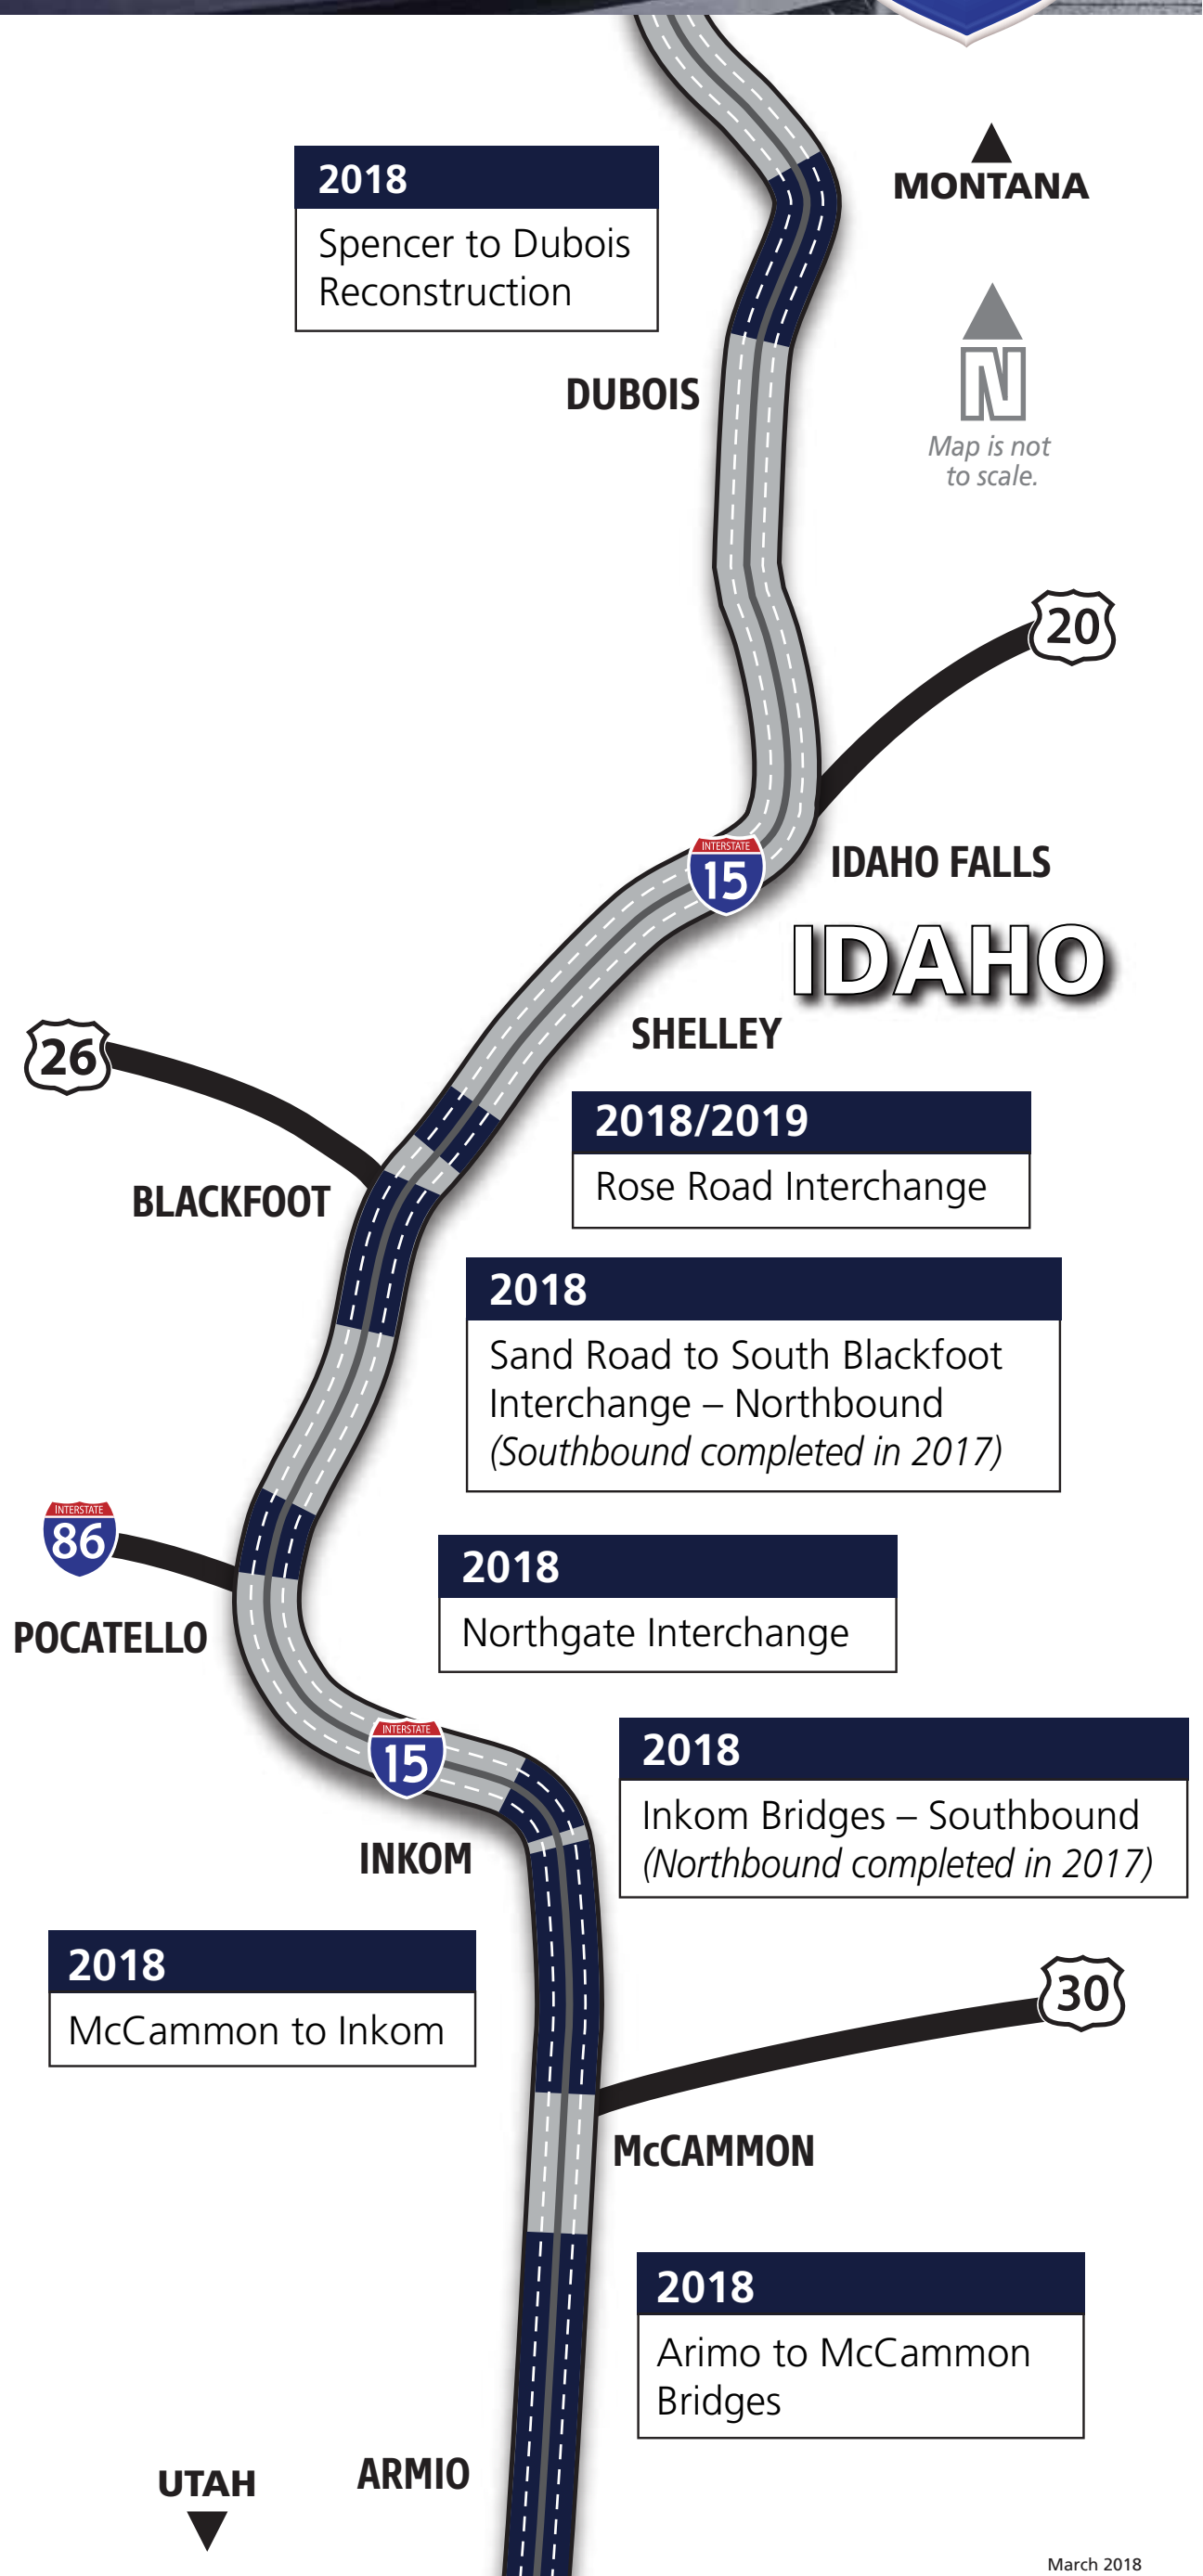 MONTANA
2018
Spencer to Dubois
Reconstruction
N
DUBOIS
Map is not
to scale.
20
INTERSTATE
15
IDAHO FALLS
IDAHO
SHELLEY
26
2018/2019
Rose Road Interchange
BLACKFOOT
2018
Sand Road to South Blackfoot
Interchange – Northbound
(Southbound completed in 2017)
INTERSTATE
86
2018
Northgate Interchange
POCATELLO
INTERSTATE
15
2018
Inkom Bridges – Southbound
(Northbound completed in 2017)
INKOM
2018
McCammon to Inkom
30
McCAMMON
2018
Arimo to McCammon
Bridges
ARMIO
UTAH
March 2018